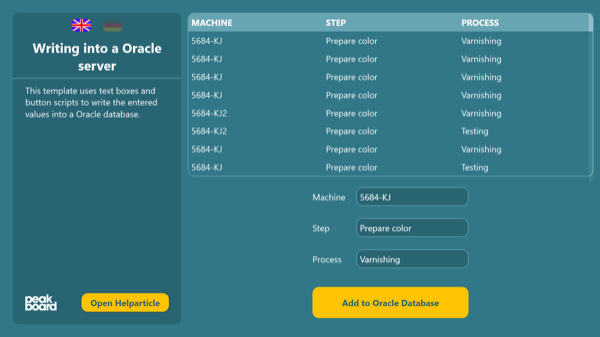 Writing into a Oracle
server
This template uses text boxes and
button scripts to write the entered
values into a Oracle database.
peak
board
Open Helparticle
MACHINE STEP PROCESS
5684-KJ Prepare color Varnishing
5684-KJ Prepare color Varnishing
5684-KJ Prepare color Varnishing
5684-KJ Prepare color Varnishing
5684-KJ2 Prepare color Varnishing
5684-KJ2 Prepare color Testing
5684-KJ Prepare color Varnishing
5684-KJ Prepare color Testing
Machine 5684-KJ
Step Prepare color
Process Varnishing
Add to Oracle Database